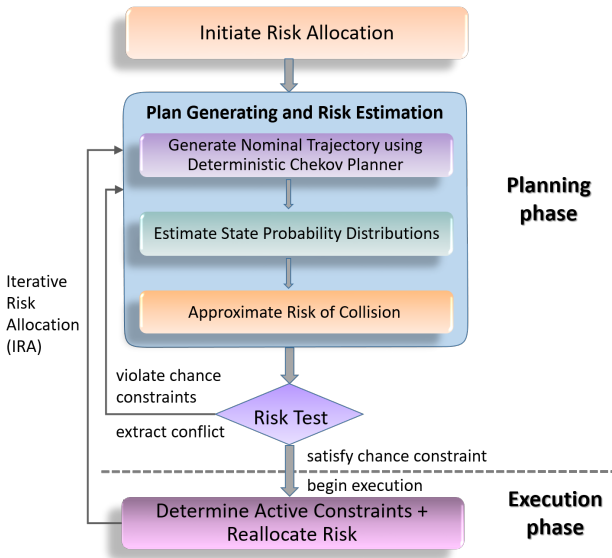 Initiate Risk Allocation
Plan Generating and Risk Estimation
Generate Nominal Trajectory using
Deterministic Chekov Planner
Planning
phase
Estimate State Probability Distributions
Iterative
Risk
Allocation
(IRA)
Approximate Risk of Collision
violate chance
constraints
Risk Test
extract conflict
satisfy chance constraint
begin execution
Determine Active Constraints +
Reallocate Risk
Execution
phase